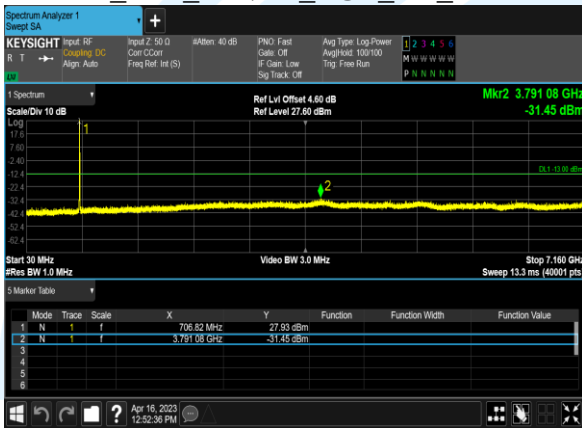 Spectrum Analyzer 1
Swept SA
+
KEYSIGHT
R T
LV
Input: RF
Coupling: DC
Align: Auto
Input Z: 50 Ω
Corr CCorr
Freq Ref: Int (S)
#Atten: 40 dB
PNO: Fast
Gate: Off
IF Gain: Low
Sig Track: Off
Avg Type: Log-Power
Avg|Hold: 100/100
Trig: Free Run
1 2 3 4 5 6
M W W W W W
P N N N N N
1 Spectrum
Scale/Div 10 dB
Ref Lvl Offset 4.60 dB
Ref Level 27.60 dBm
Mkr2 3.791 08 GHz
-31.45 dBm
Log
17.6
7.60
-2.40
-12.4
-22.4
-32.4
-42.4
-52.4
-62.4
1
2
DL1 -13.00 dBm
Start 30 MHz
#Res BW 1.0 MHz
Video BW 3.0 MHz
Stop 7.160 GHz
Sweep 13.3 ms (40001 pts
5 Marker Table
Mode Trace Scale X Y Function Function Width Function Value
1 N 1 f 706.82 MHz 27.93 dBm
2 N 1 f 3.791 08 GHz -31.45 dBm
3
4
5
6
?
Apr 16, 2023
12:52:36 PM